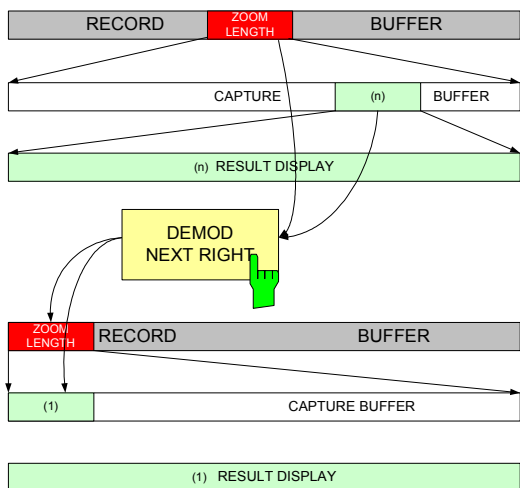 RECORD ZOOM LENGTH BUFFER
CAPTURE (n) BUFFER
(n) RESULT DISPLAY
DEMOD
NEXT RIGHT
ZOOM LENGTH RECORD BUFFER
(1) CAPTURE BUFFER
(1) RESULT DISPLAY